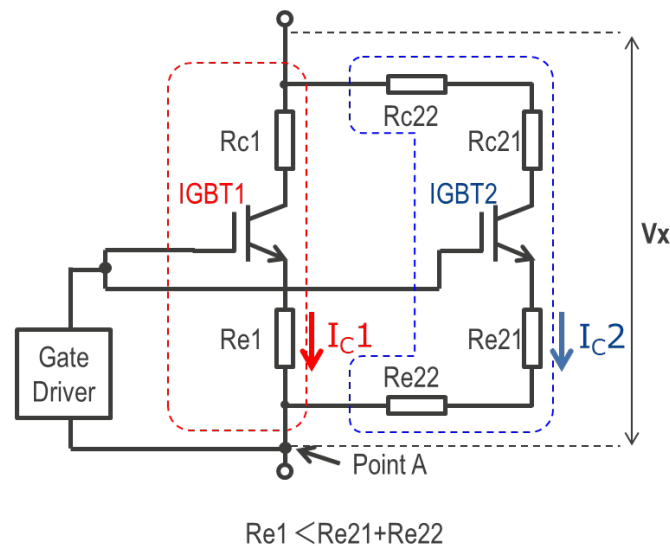 Rc22
Rc1
Rc21
IGBT1
IGBT2
Vx
Gate
Driver
Re1
IC1
Re21
IC2
Re22
Point A
Re1＜Re21+Re22